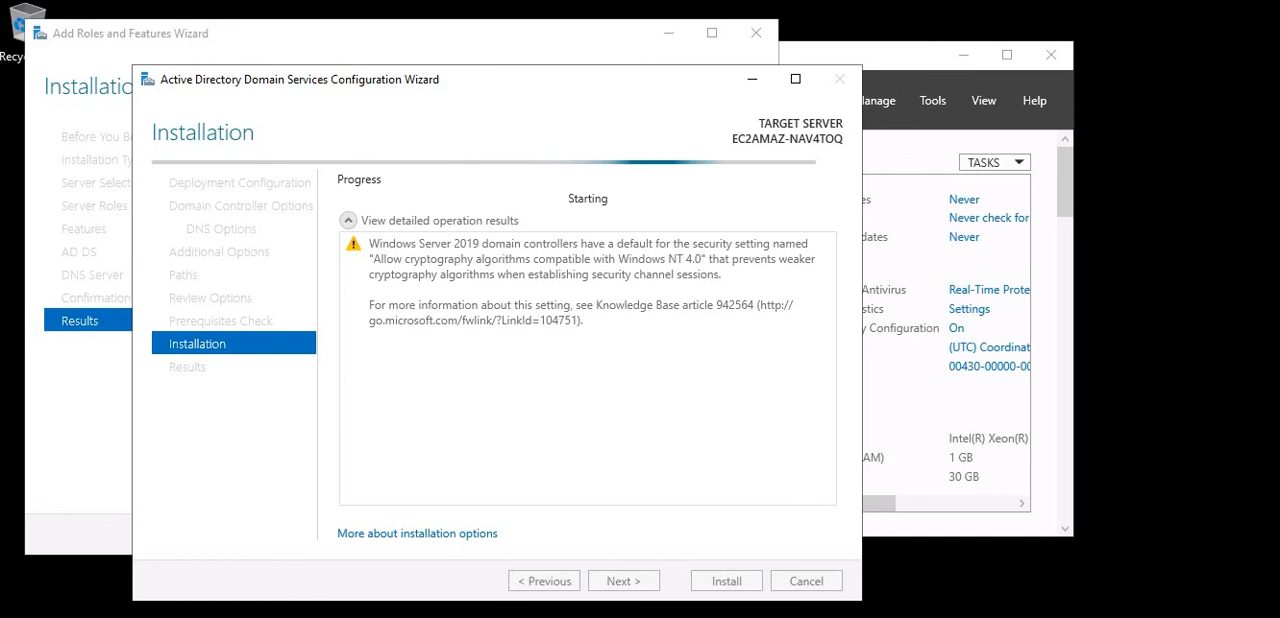 Recyc
Add Roles and Features Wizard
Installatio
Before You B
Installation Ty
Server Select
Server Roles
Features
AD DS
DNS Server
Confirmation
Results
Active Directory Domain Services Configuration Wizard
Installation
TARGET SERVER
EC2AMAZ-NAV4TOQ
Deployment Configuration
Domain Controller Options
DNS Options
Additional Options
Paths
Review Options
Prerequisites Check
Installation
Results
Progress
Starting
View detailed operation results
Windows Server 2019 domain controllers have a default for the security setting named
"Allow cryptography algorithms compatible with Windows NT 4.0" that prevents weaker
cryptography algorithms when establishing security channel sessions.
For more information about this setting, see Knowledge Base article 942564 (http://
go.microsoft.com/fwlink/?LinkId=104751).
More about installation options
< Previous
Next >
Install
Cancel
anage
Tools
View
Help
TASKS
es Never
Never check for
dates Never
Antivirus Real-Time Prote
stics Settings
y Configuration On
(UTC) Coordinat
00430-00000-00
Intel(R) Xeon(R)
AM) 1 GB
30 GB